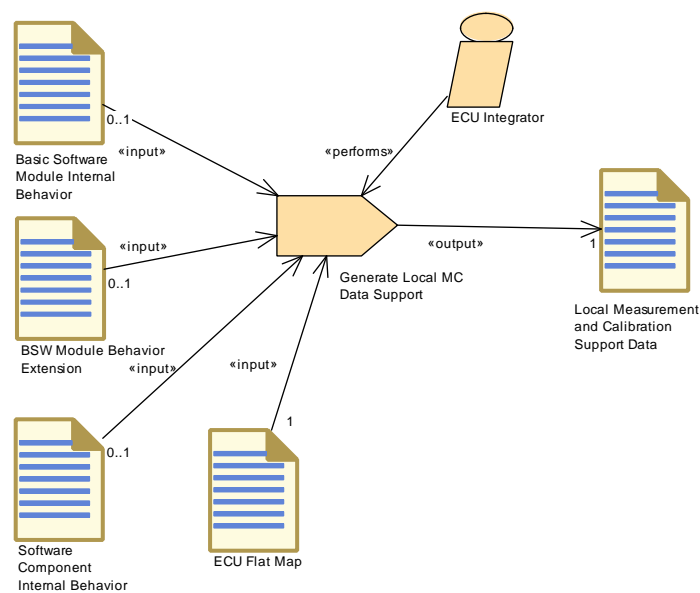 0..1
ECU Integrator
«input»
Basic Software
Module Internal
Behavior
«performs»
«input»
«output»
1
0..1
Generate Local MC
Data Support
Local Measurement
and Calibration
Support Data
BSW Module Behavior
Extension
«input»
«input»
1
0..1
Software
Component
Internal Behavior
ECU Flat Map